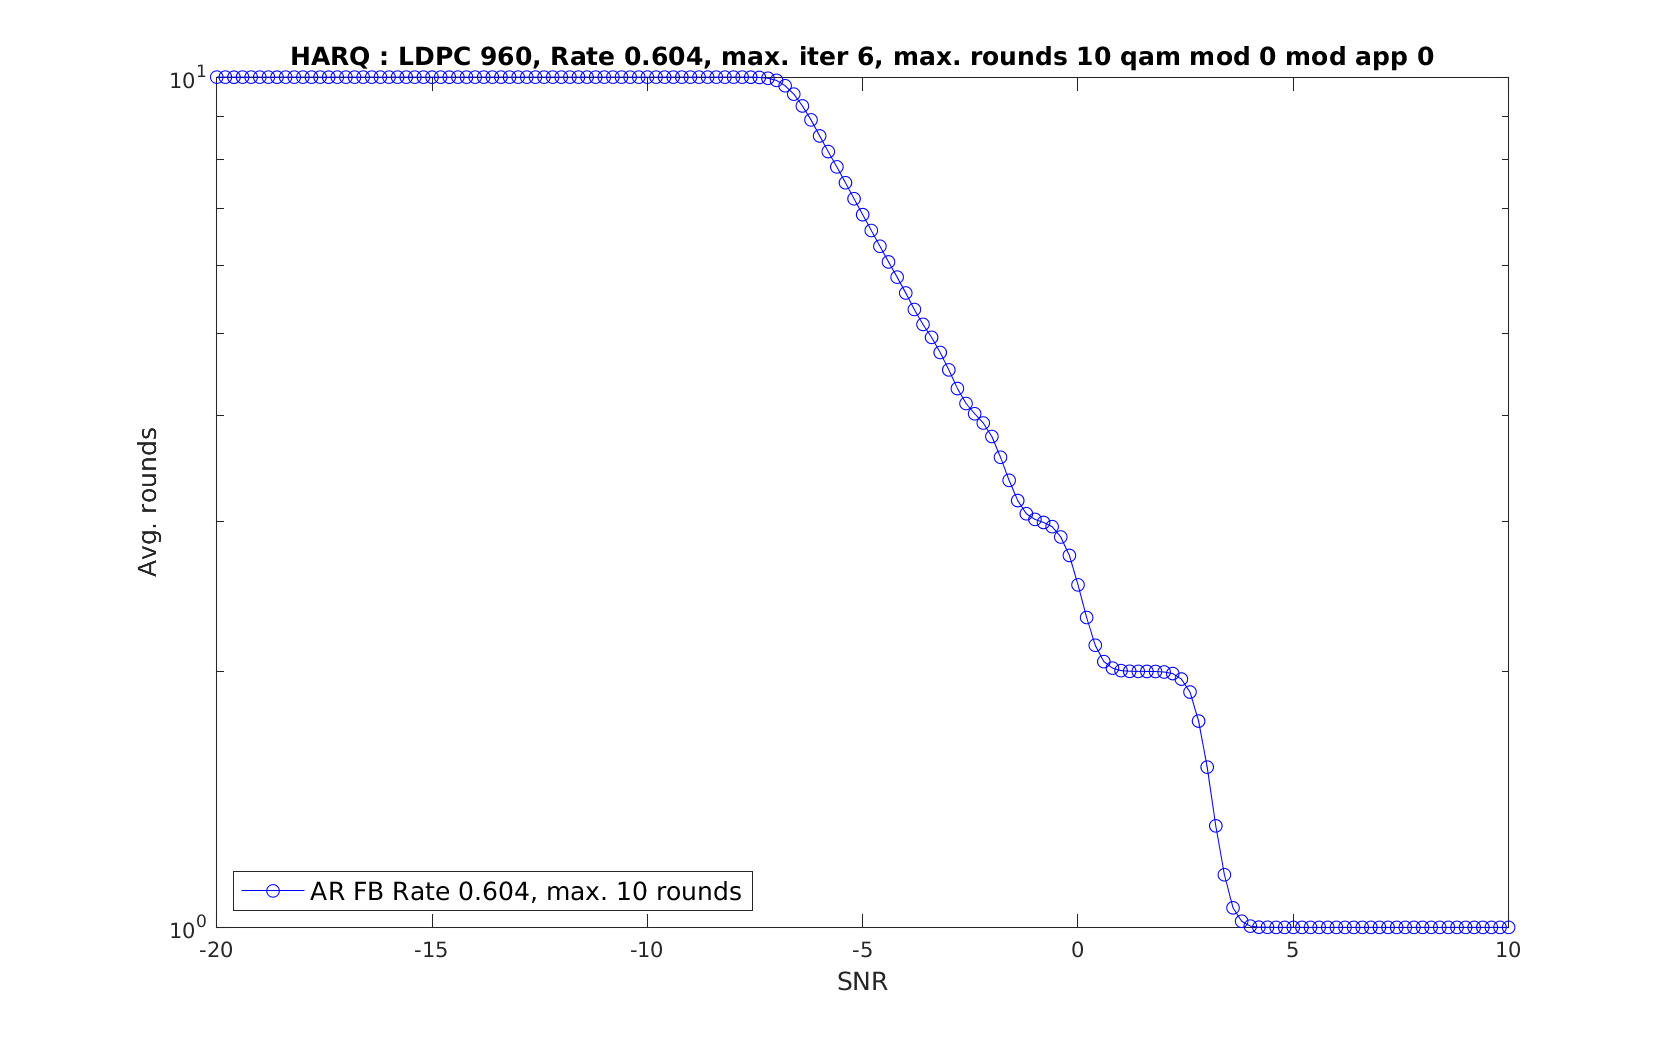 HARQ : LDPC 960, Rate 0.604, max. iter 6, max. rounds 10 qam mod 0 mod app 0
10^1
Avg. rounds
AR FB Rate 0.604, max. 10 rounds
10^0
-20 -15 -10 -5 0 5 10
SNR